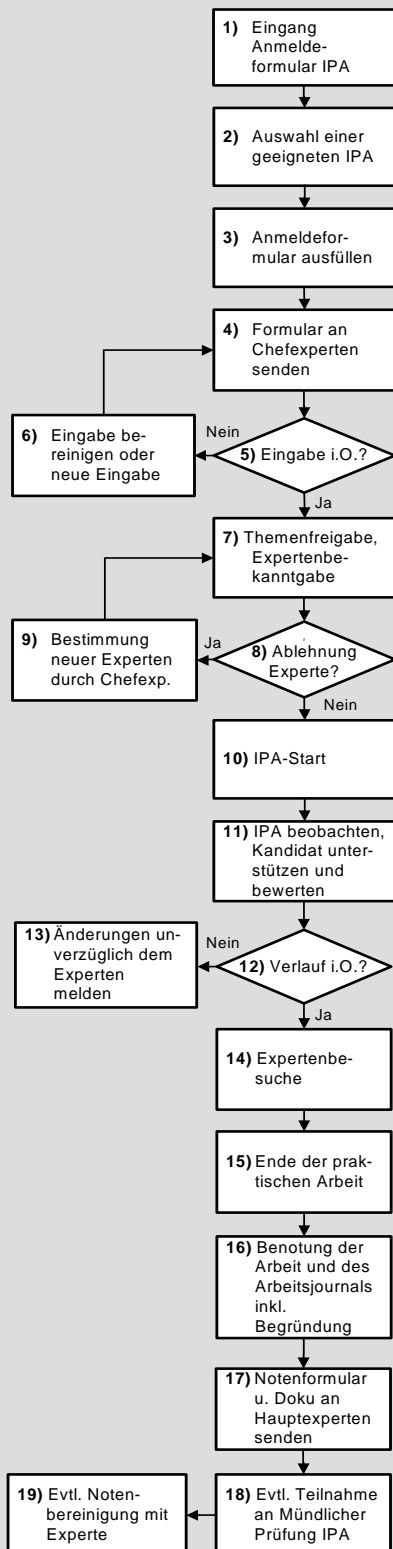 1) Eingang
Anmelde-
formular IPA
2) Auswahl einer
geeigneten IPA
3) Anmeldefor-
mular ausfüllen
4) Formular an
Chefexperten
senden
Nein
6) Eingabe be-
reinigen oder
neue Eingabe
5) Eingabe i.O.?
Ja
7) Themenfreigabe,
Expertenbe-
kanntgabe
9) Bestimmung
neuer Experten
durch Chefexp.
Ja
8) Ablehnung
Experte?
Nein
10) IPA-Start
11) IPA beobachten,
Kandidat unter-
stützen und
bewerten
13) Änderungen un-
verzüglich dem
Experten
melden
Nein
12) Verlauf i.O.?
Ja
14) Expertenbe-
suche
15) Ende der prak-
tischen Arbeit
16) Benotung der
Arbeit und des
Arbeitsjournals
inkl.
Begründung
17) Notenformular
u. Doku an
Hauptexperten
senden
19) Evtl. Noten-
bereinigung mit
Experte
18) Evtl. Teilnahme
an Mündlicher
Prüfung IPA